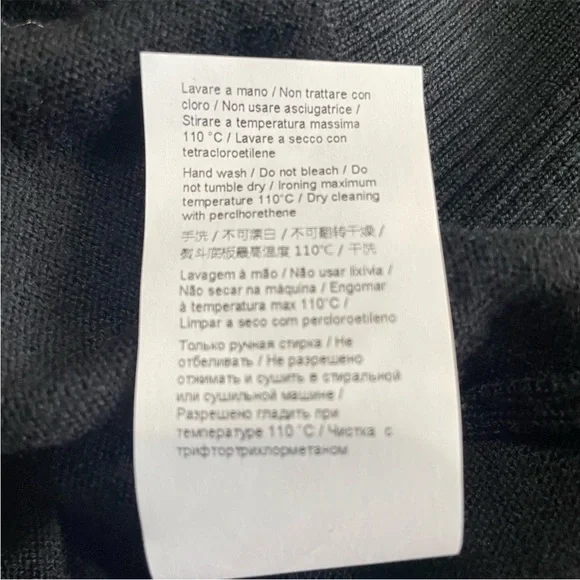 Lavare a mano / Non trattare con
cloro / Non usare asciugatrice /
Stirare a temperatura massima
110 °C / Lavare a secco con
tetracloroetilene
Hand wash / Do not bleach / Do
not tumble dry / Ironing maximum
temperature 110°C / Dry cleaning
with perclhorethene
手洗 / 不可漂白 / 不可翻转干燥 /
熨斗底板最高温度 110°C / 干洗
Lavagem à mão / Não usar lixívia /
Não secar na máquina / Engomar
à temperatura max 110°C /
Limpar a seco com percloroetileno
Только ручная стирка / Не
отбеливать / Не разрешено
отжимать и сушить в стиральной
или сушильной машине /
Разрешено гладить при
температуре 110 °C / Чистка с
трифтортрихлорметаном